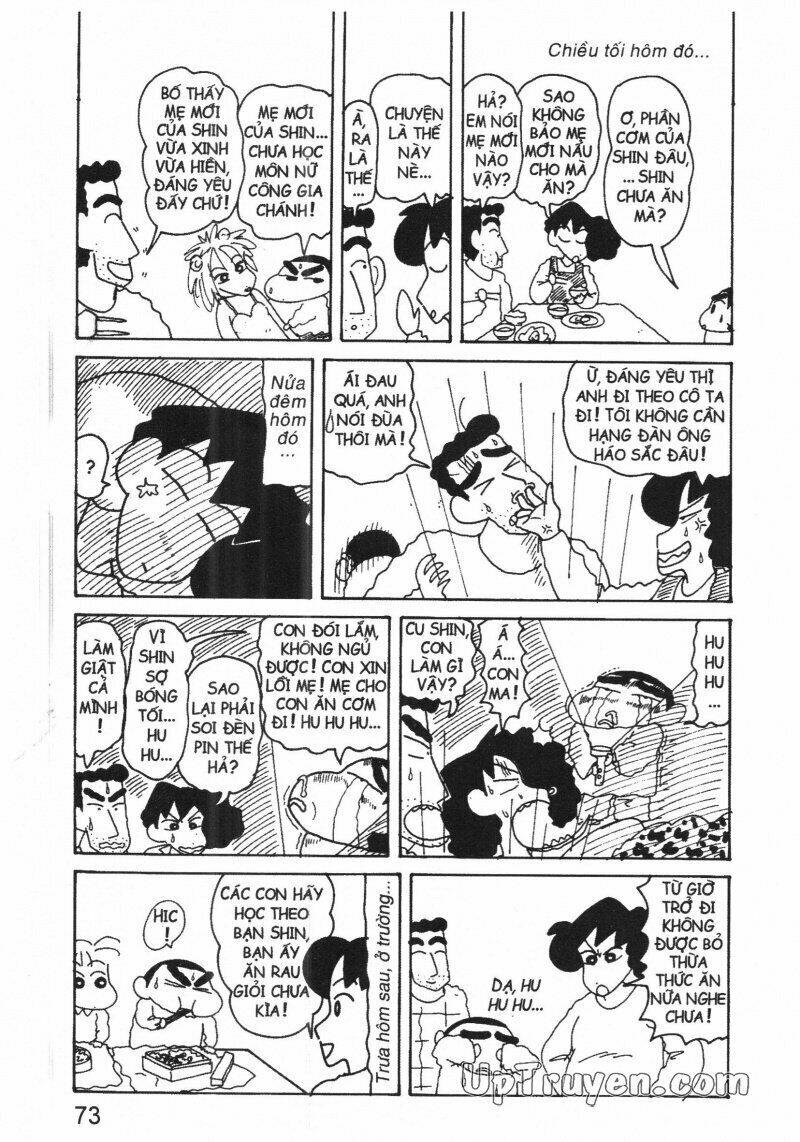 Chiều tối hôm đó...
Ơ, PHẦN
CƠM CỦA
SHIN ĐÂU,
... SHIN
CHƯA ĂN
MÀ?
SAO
KHÔNG
BẢO MẸ
MỚI NẤU
CHO MÀ
ĂN?
HẢ?
EM NÓI
MẸ MỚI
NÀO
VẬY?
CHUYỆN
LÀ THẾ
NÀY
NÈ...
À,
RA
LÀ
THẾ
...
MẸ MỚI
CỦA SHIN...
CHƯA HỌC
MÔN NỮ
CÔNG GIA
CHÁNH!
BỐ THẤY
MẸ MỚI
CỦA SHIN
VỪA XINH
VỪA HIỀN,
ĐÁNG YÊU
ĐẤY CHỨ!
Ừ, ĐÁNG YÊU THÌ
ANH ĐI THEO CÔ TA
ĐI! TÔI KHÔNG CẦN
HẠNG ĐÀN ÔNG
HÁO SẮC ĐÂU!
ÁI ĐAU
QUÁ, ANH
NÓI ĐÙA
THÔI MÀ!
Nửa
đêm
hôm
đó
...
?
HU
HU
HU
...
Á
Á...
CON
MA!
CU SHIN,
CON
LÀM GÌ
VẬY?
CON ĐÓI LẮM,
KHÔNG NGỦ
ĐƯỢC! CON XIN
LỖI MẸ! MẸ CHO
CON ĂN CƠM
ĐI! HU HU HU...
SAO
LẠI PHẢI
SOI ĐÈN
PIN THẾ
HẢ?
VÌ
SHIN
SỢ
BÓNG
TỐI...
HU
HU...
LÀM
GIẬT
CẢ
MÌNH
!
TỪ GIỜ
TRỞ ĐI
KHÔNG
ĐƯỢC BỎ
THỪA
THỨC ĂN
NỮA NGHE
CHƯA!
DẠ, HU
HU HU...
Trưa hôm sau, ở trường...
CÁC CON HÃY
HỌC THEO
BẠN SHIN,
BẠN ẤY
ĂN RAU
GIỎI CHƯA
KÌA!
HIC
!
UpTruyen.com
73